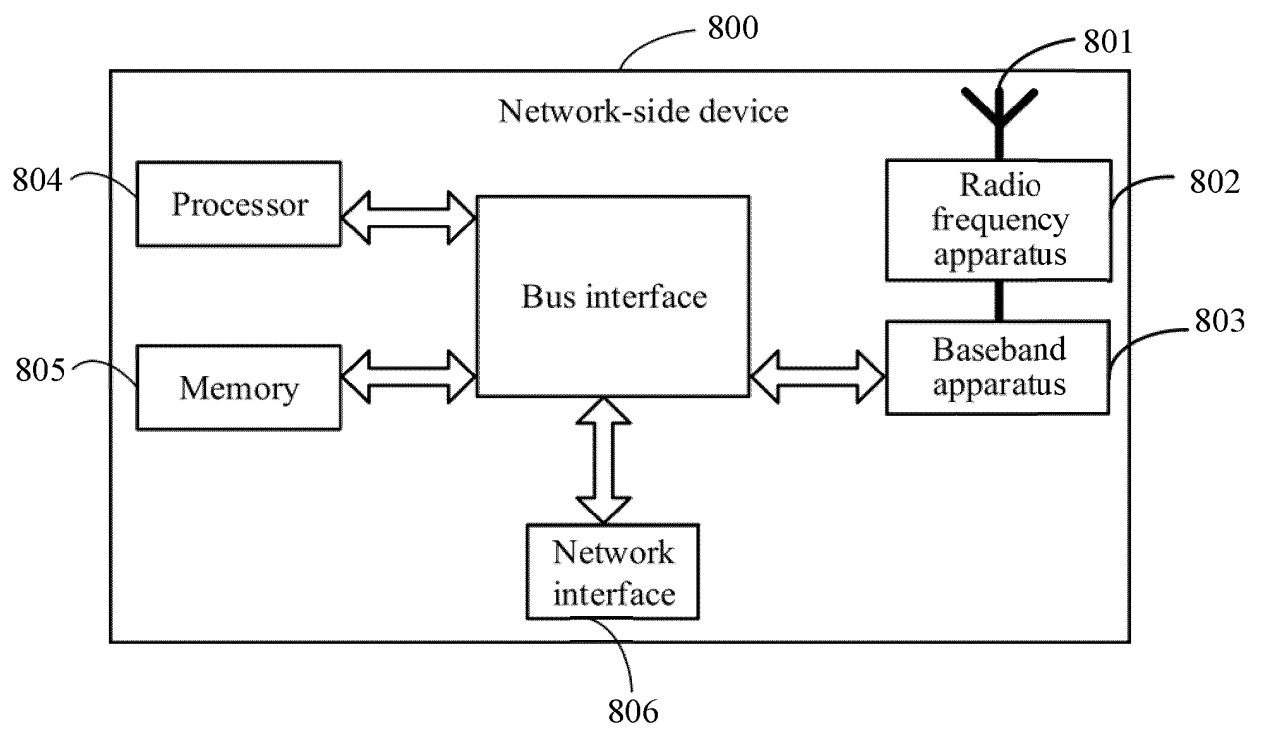 800
801
Network-side device
804
Processor
Radio
frequency
apparatus
802
Bus interface
803
Baseband
apparatus
805
Memory
Network
interface
806